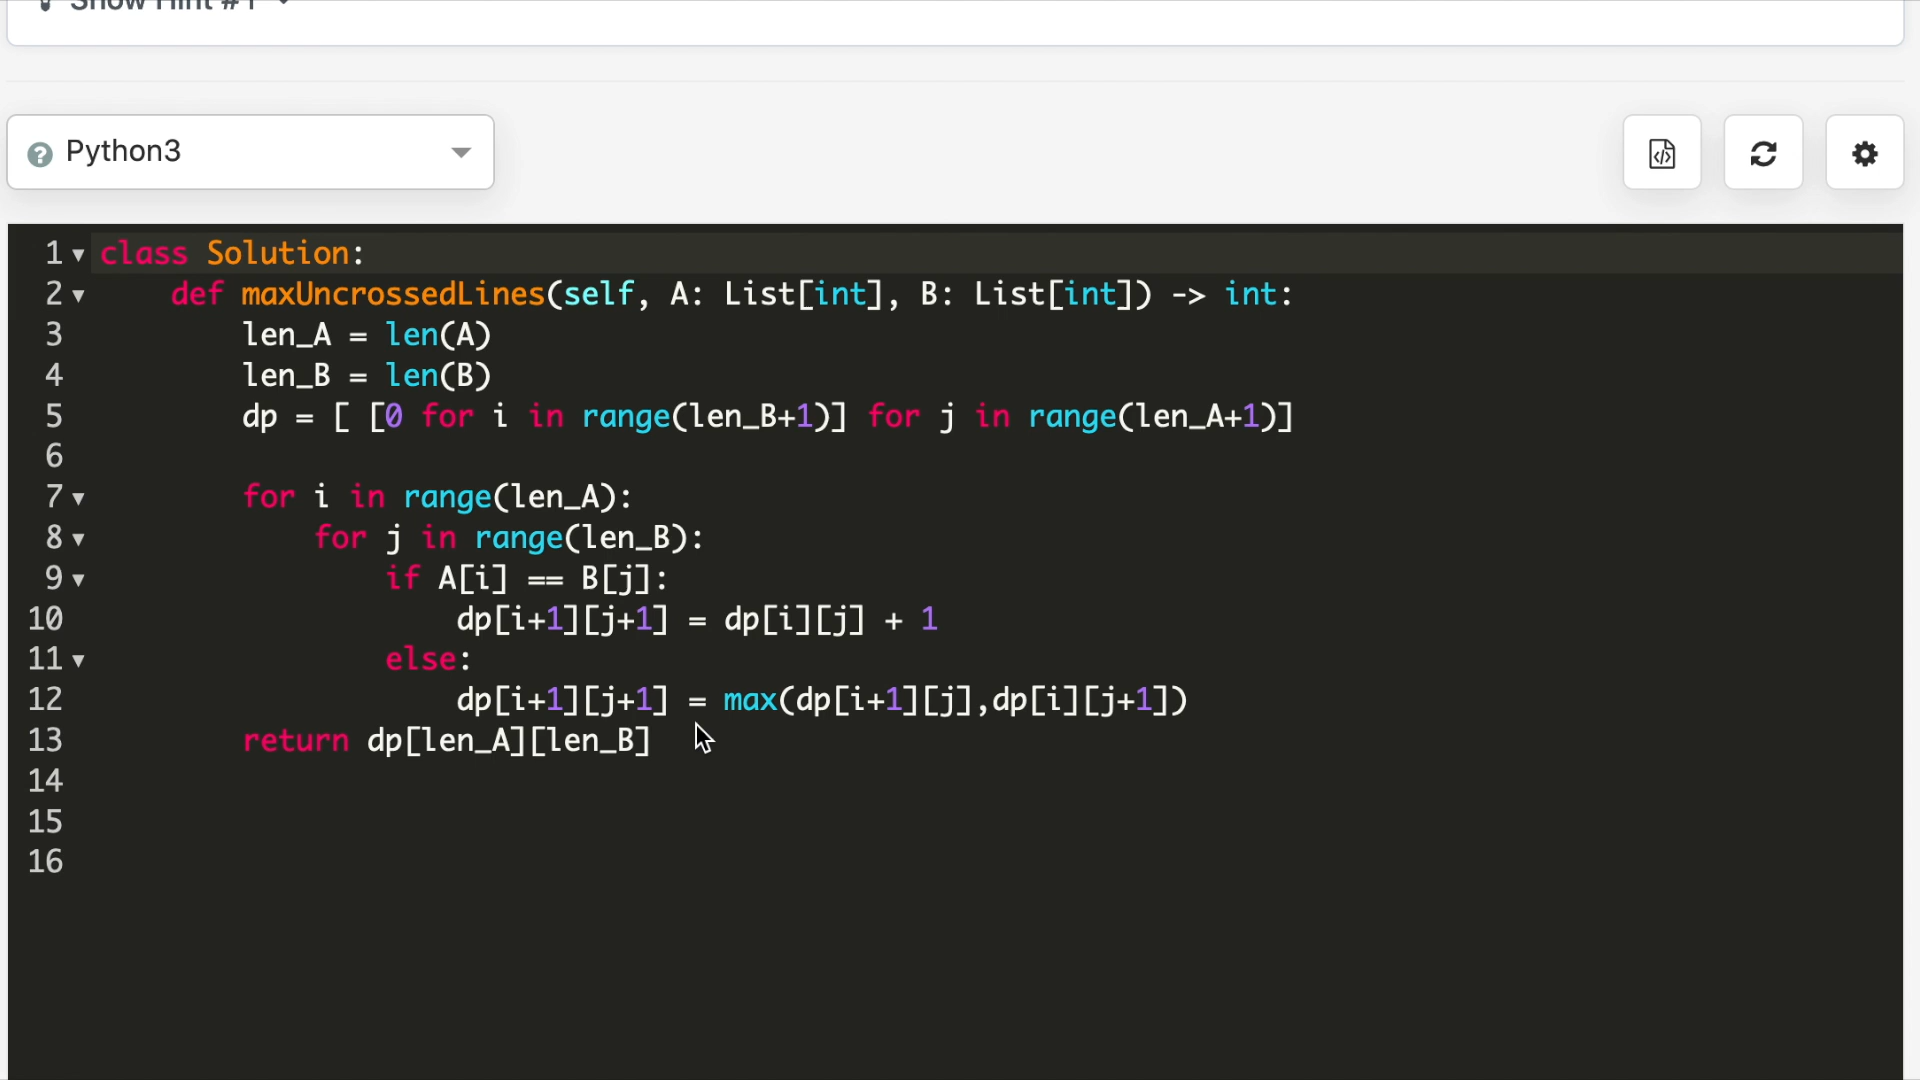 Show Hint #1
Python3
1 class Solution:
2     def maxUncrossedLines(self, A: List[int], B: List[int]) -> int:
3         len_A = len(A)
4         len_B = len(B)
5         dp = [ [0 for i in range(len_B+1)] for j in range(len_A+1)]
6
7         for i in range(len_A):
8             for j in range(len_B):
9                 if A[i] == B[j]:
10                     dp[i+1][j+1] = dp[i][j] + 1
11                 else:
12                     dp[i+1][j+1] = max(dp[i+1][j],dp[i][j+1])
13         return dp[len_A][len_B]
14
15
16